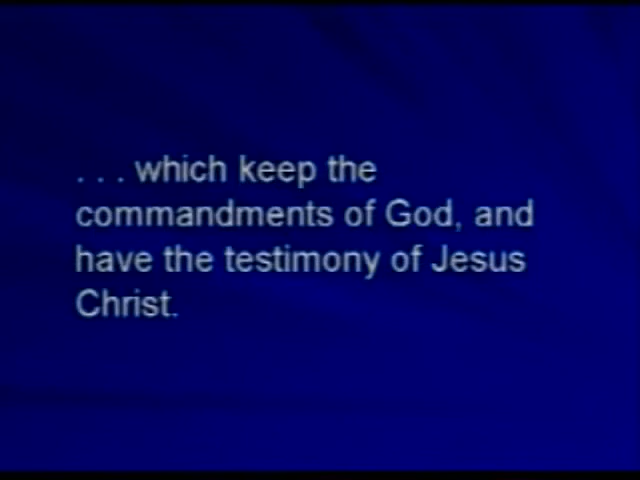 . . . which keep the
commandments of God, and
have the testimony of Jesus
Christ.